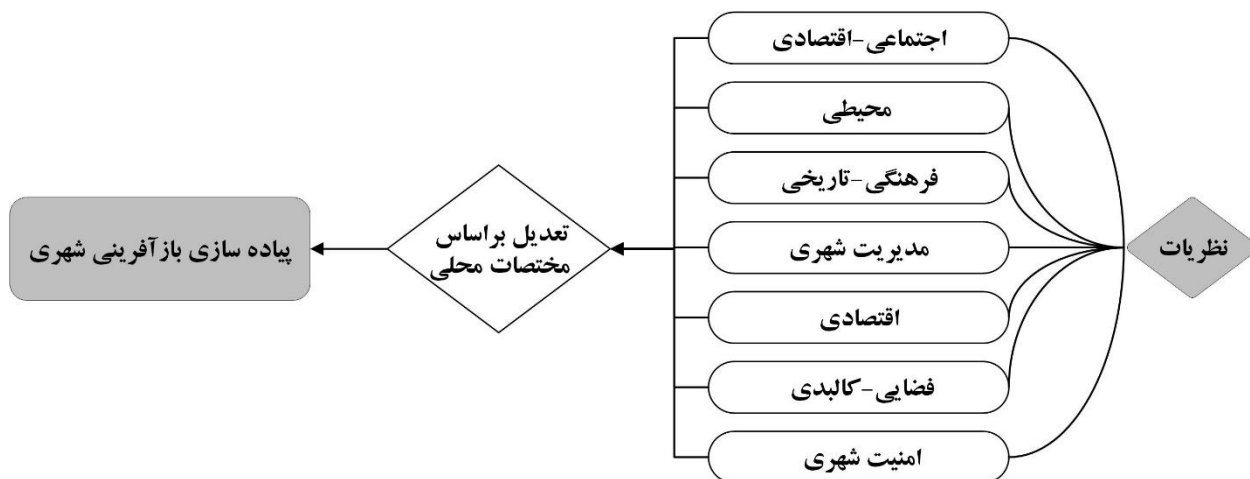 نظریات
اجتماعی-اقتصادی
محیطی
فرهنگی-تاریخی
مدیریت شهری
اقتصادی
فضایی-کالبدی
امنیت شهری
تعدیل براساس
مختصات محلی
پیاده سازی بازآفرینی شهری